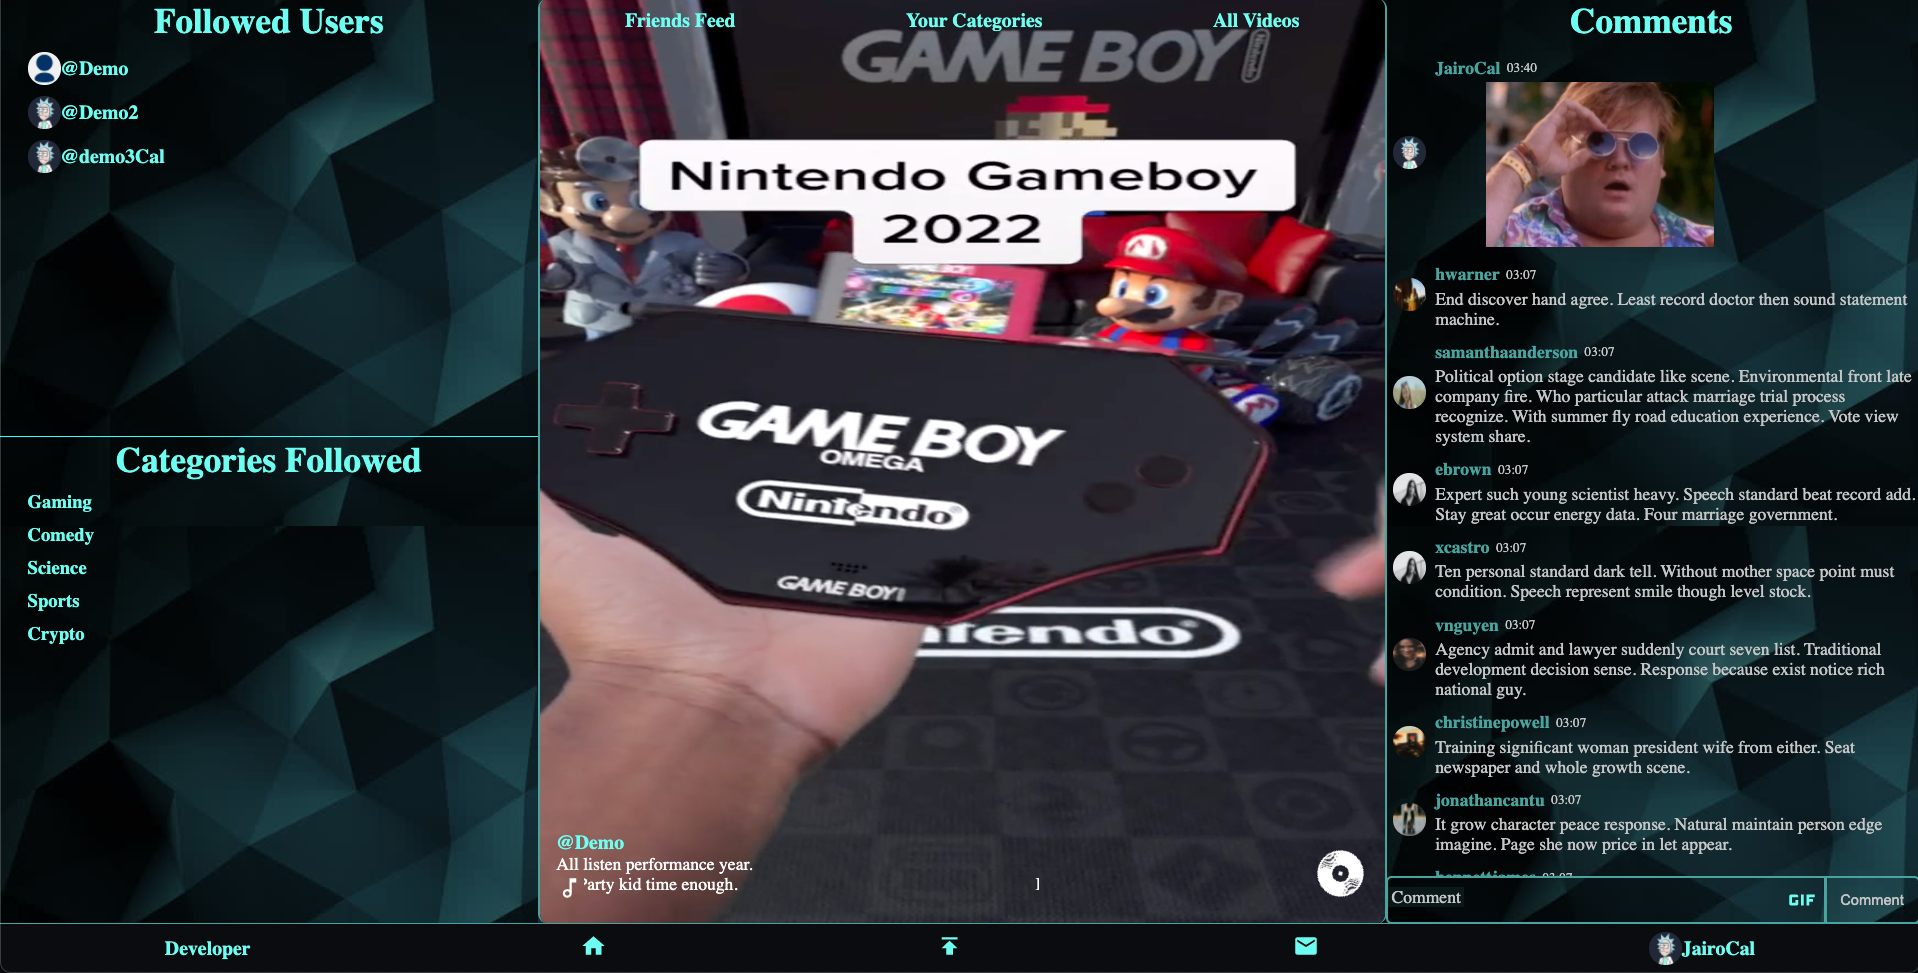 Followed Users
@Demo
@Demo2
@demo3Cal
Categories Followed
Gaming
Comedy
Science
Sports
Crypto
Friends Feed
Your Categories
All Videos
GAME BOY
Nintendo
Nintendo Gameboy
2022
GAME BOY
OMEGA
Nintendo
GAME BOY
ntendo
@Demo
All listen performance year.
Party kid time enough.
Comments
JairoCal 03:40
hwarner 03:07
End discover hand agree. Least record doctor then sound statement
machine.
samanthaanderson 03:07
Political option stage candidate like scene. Environmental front late
company fire. Who particular attack marriage trial process
recognize. With summer fly road education experience. Vote view
system share.
ebrown 03:07
Expert such young scientist heavy. Speech standard beat record add.
Stay great occur energy data. Four marriage government.
xcastro 03:07
Ten personal standard dark tell. Without mother space point must
condition. Speech represent smile though level stock.
vnguyen 03:07
Agency admit and lawyer suddenly court seven list. Traditional
development decision sense. Response because exist notice rich
national guy.
christinepowell 03:07
Training significant woman president wife from either. Seat
newspaper and whole growth scene.
jonathancantu 03:07
It grow character peace response. Natural maintain person edge
imagine. Page she now price in let appear.
Comment
GIF
Comment
Developer
JairoCal